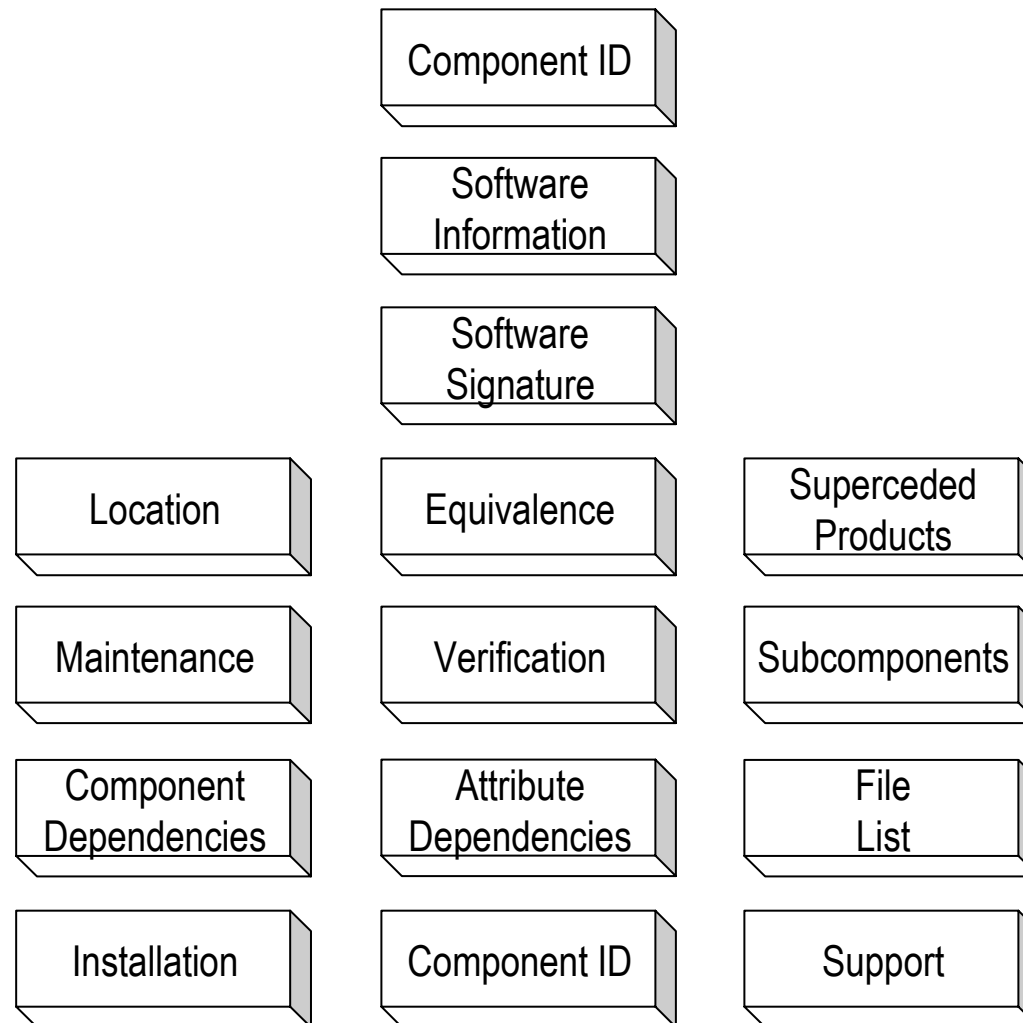 Component ID
Software
Information
Software
Signature
Location
Equivalence
Superceded
Products
Maintenance
Verification
Subcomponents
Component
Dependencies
Attribute
Dependencies
File
List
Installation
Component ID
Support